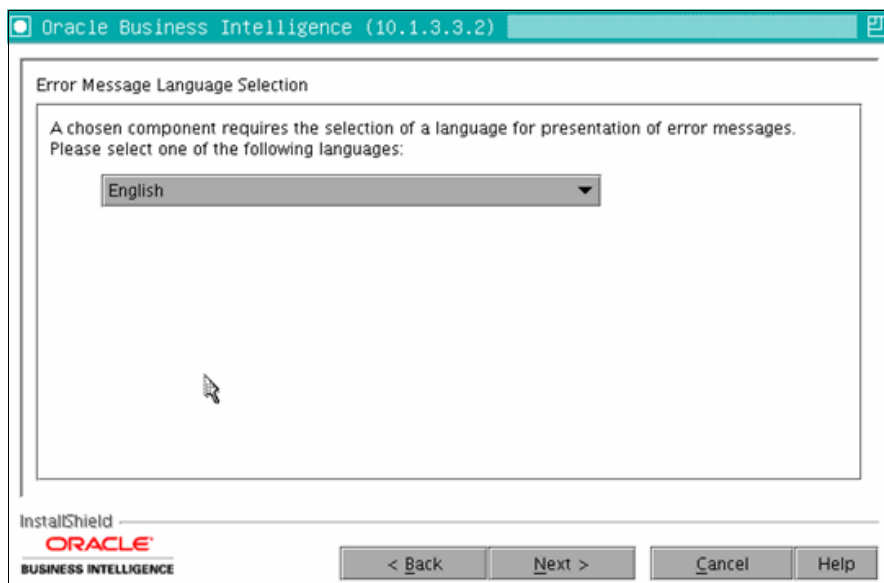 Oracle Business Intelligence (10.1.3.3.2)
Error Message Language Selection
A chosen component requires the selection of a language for presentation of error messages.
Please select one of the following languages:
English
InstallShield
ORACLE
BUSINESS INTELLIGENCE
< Back
Next >
Cancel
Help